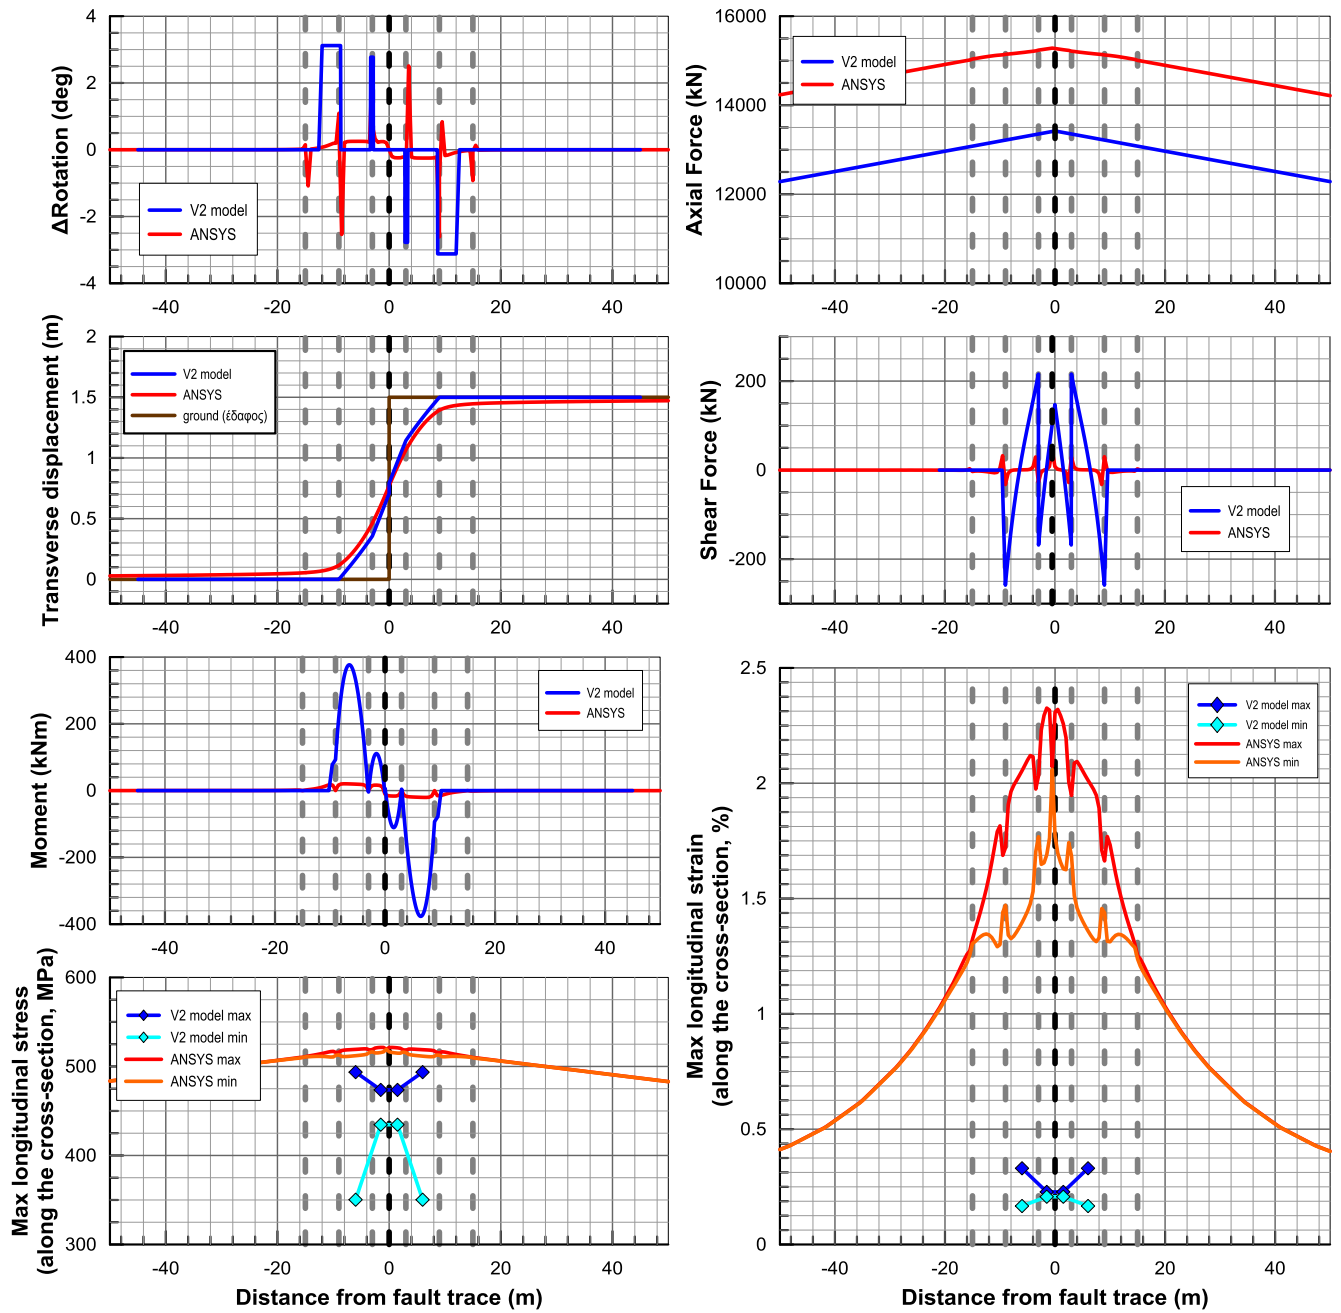 4
2
0
-2
-4
ΔRotation (deg)
V2 model
ANSYS
-40
-20
0
20
40
16000
14000
12000
10000
Axial Force (kN)
V2 model
ANSYS
-40
-20
0
20
40
2
1.5
1
0.5
0
Transverse displacement (m)
V2 model
ANSYS
ground (έδαφος)
-40
-20
0
20
40
200
0
-200
Shear Force (kN)
V2 model
ANSYS
-40
-20
0
20
40
400
200
0
-200
-400
Moment (kNm)
V2 model
ANSYS
-40
-20
0
20
40
2.5
2
1.5
1
0.5
0
Max longitudinal strain
(along the cross-section, %)
V2 model max
V2 model min
ANSYS max
ANSYS min
-40
-20
0
20
40
Distance from fault trace (m)
600
500
400
300
Max longitudinal stress
(along the cross-section, MPa)
V2 model max
V2 model min
ANSYS max
ANSYS min
-40
-20
0
20
40
Distance from fault trace (m)